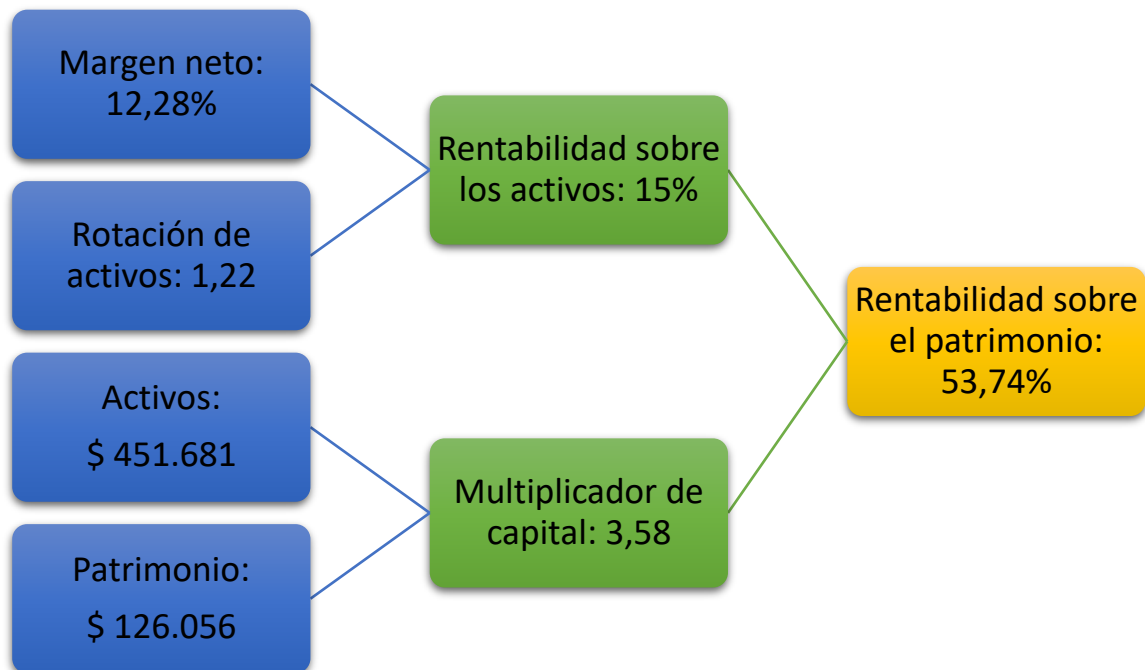 Margen neto:
12,28%
Rotación de
activos: 1,22
Activos:
$ 451.681
Patrimonio:
$ 126.056
Rentabilidad sobre
los activos: 15%
Multiplicador de
capital: 3,58
Rentabilidad sobre
el patrimonio:
53,74%